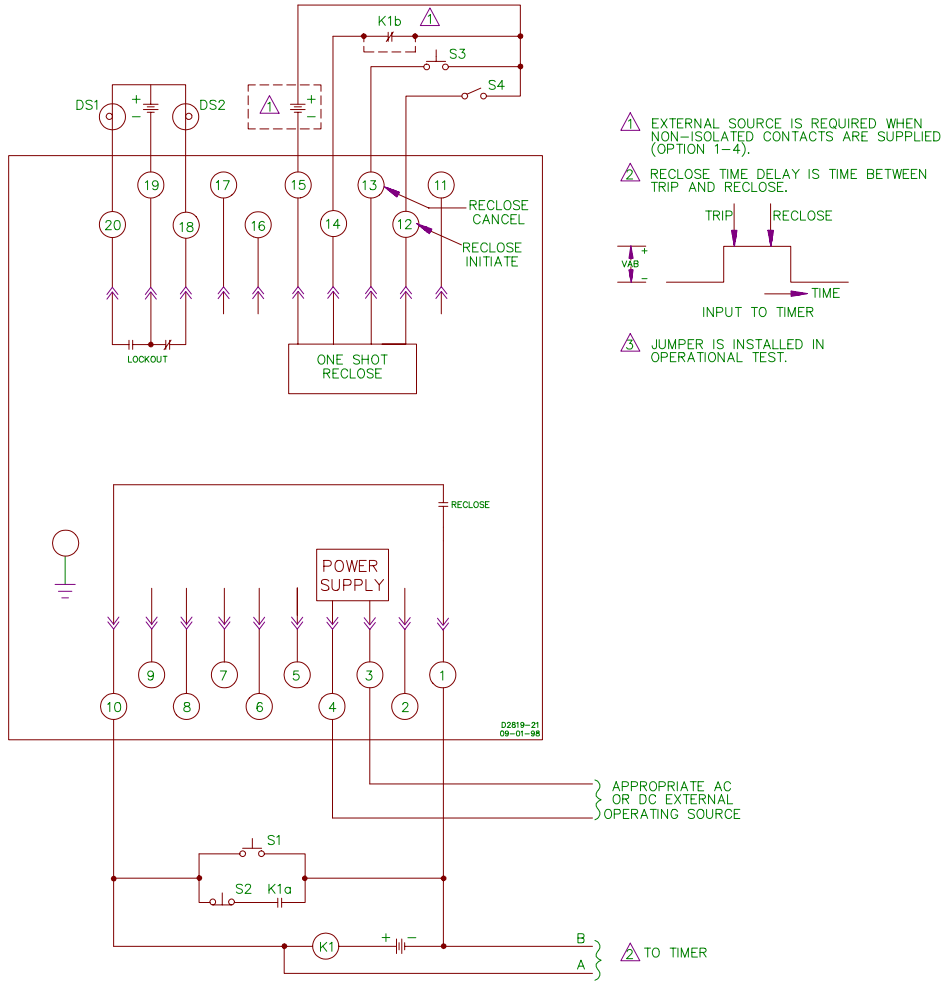 K1b
1
S3
S4
DS1
+
-
DS2
1
+
-
19
17
15
13
11
20
18
16
14
12
RECLOSE
CANCEL
RECLOSE
INITIATE
LOCKOUT
ONE SHOT
RECLOSE
RECLOSE
POWER
SUPPLY
9
7
5
3
1
10
8
6
4
2
D2819-21
09-01-98
APPROPRIATE AC
OR DC EXTERNAL
OPERATING SOURCE
S1
S2
K1a
K1
+
-
B
A
2 TO TIMER
1 EXTERNAL SOURCE IS REQUIRED WHEN
NON-ISOLATED CONTACTS ARE SUPPLIED
(OPTION 1-4).
2 RECLOSE TIME DELAY IS TIME BETWEEN
TRIP AND RECLOSE.
TRIP
RECLOSE
+
VAB
-
TIME
INPUT TO TIMER
3 JUMPER IS INSTALLED IN
OPERATIONAL TEST.